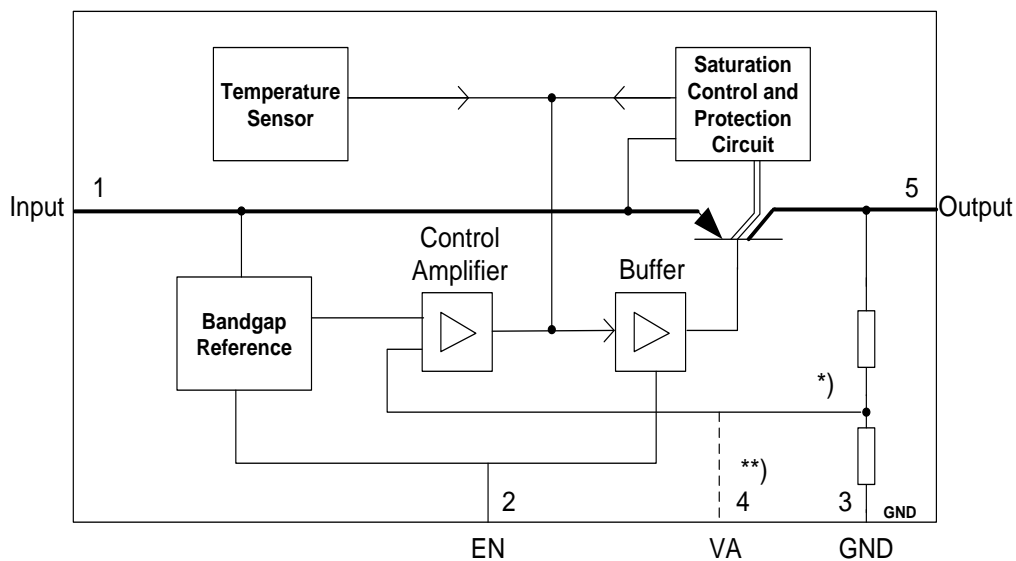 Temperature
Sensor
Saturation
Control and
Protection
Circuit
1
5
Input
Output
Control
Amplifier
Buffer
Bandgap
Reference
*)
**)
2
4
3
GND
EN
VA
GND